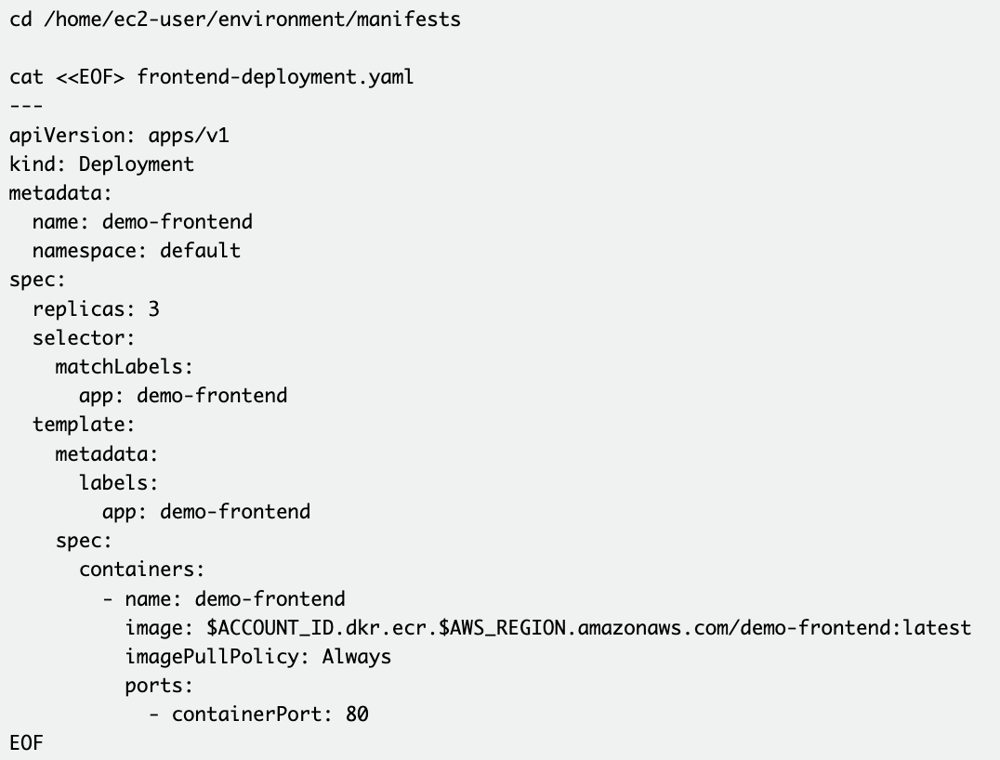 cd /home/ec2-user/environment/manifests

cat <<EOF> frontend-deployment.yaml
---
apiVersion: apps/v1
kind: Deployment
metadata:
  name: demo-frontend
  namespace: default
spec:
  replicas: 3
  selector:
    matchLabels:
      app: demo-frontend
  template:
    metadata:
      labels:
        app: demo-frontend
    spec:
      containers:
        - name: demo-frontend
          image: $ACCOUNT_ID.dkr.ecr.$AWS_REGION.amazonaws.com/demo-frontend:latest
          imagePullPolicy: Always
          ports:
            - containerPort: 80
EOF